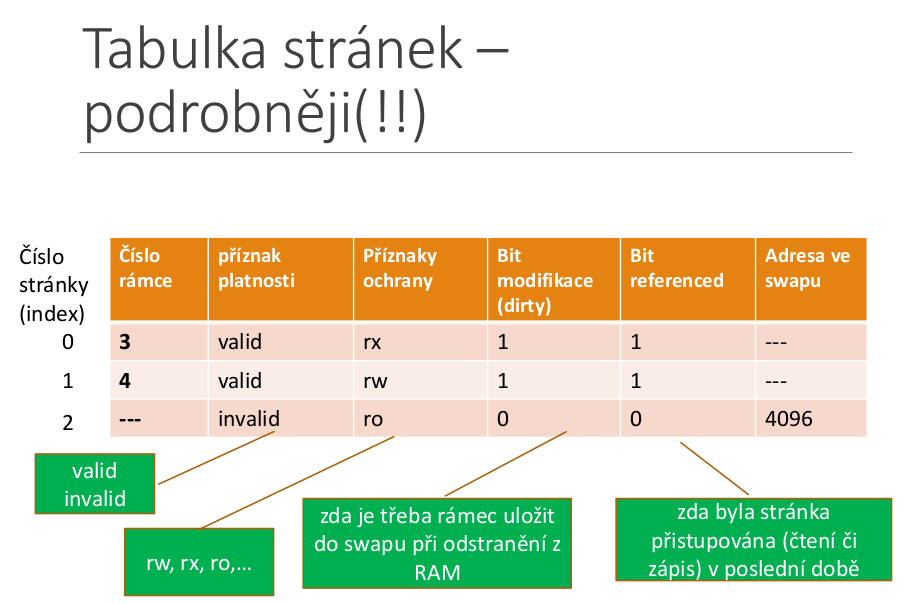 Tabulka stránek –
podrobněji(!!)
Číslo
stránky
(index)
Číslo
rámce
příznak
platnosti
Příznaky
ochrany
Bit
modifikace
(dirty)
Bit
referenced
Adresa ve
swapu
0 3 valid rx 1 1 ---
1 4 valid rw 1 1 ---
2 --- invalid ro 0 0 4096
valid
invalid
rw, rx, ro,...
zda je třeba rámec uložit
do swapu při odstranění z
RAM
zda byla stránka
přistupována (čtení či
zápis) v poslední době